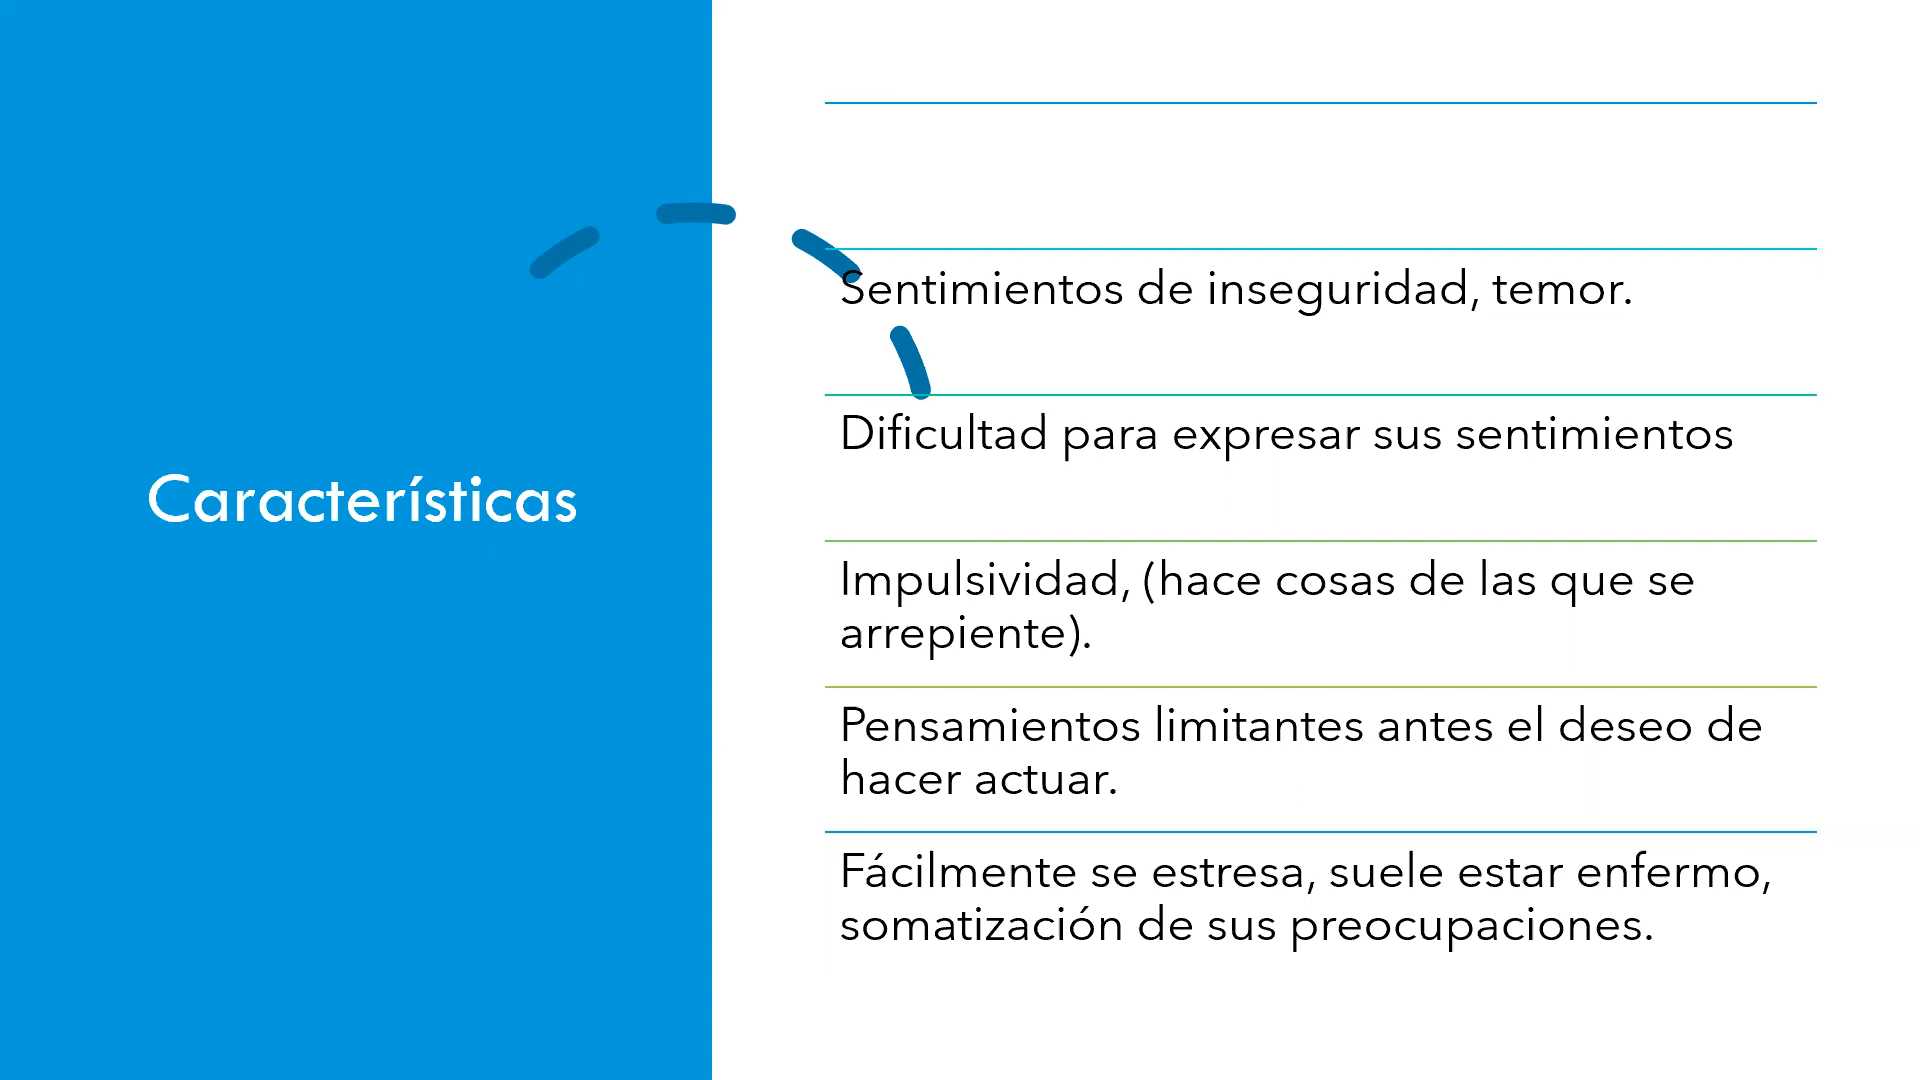 Características
Sentimientos de inseguridad, temor.
Dificultad para expresar sus sentimientos
Impulsividad, (hace cosas de las que se
arrepiente).
Pensamientos limitantes antes el deseo de
hacer actuar.
Fácilmente se estresa, suele estar enfermo,
somatización de sus preocupaciones.